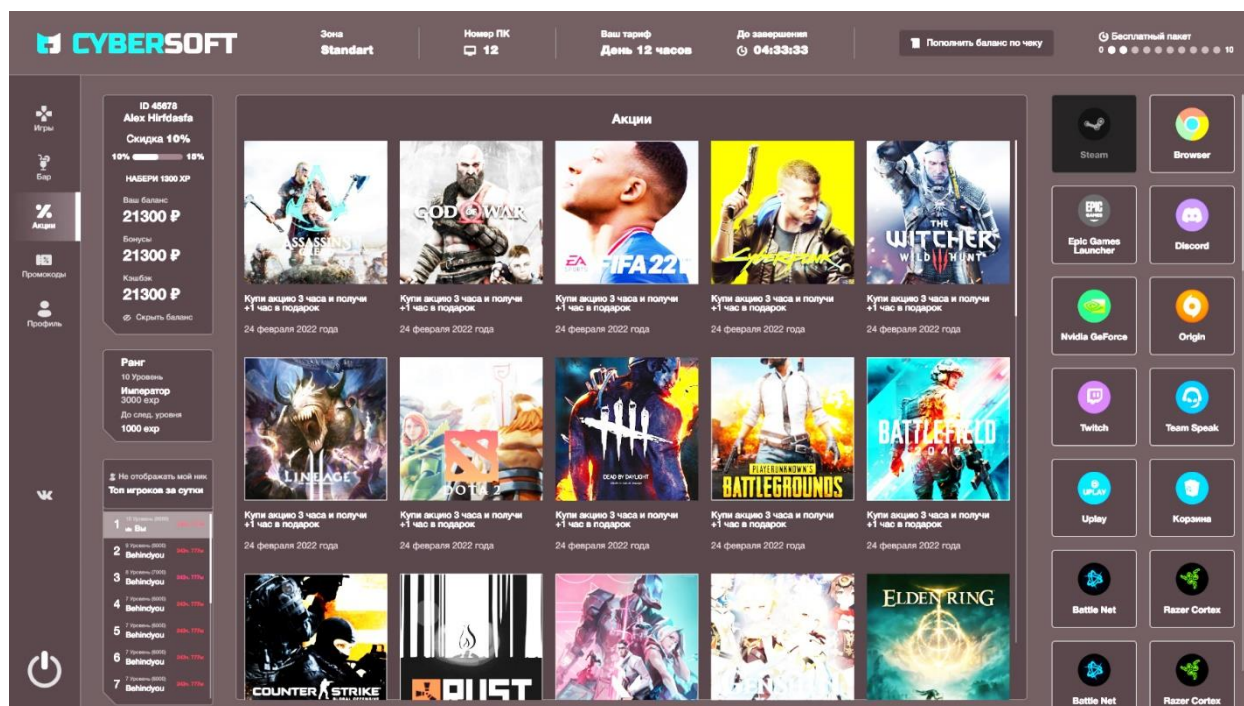 CYBERSOFT
Зона
Standart
Номер ПК
12
Ваш тариф
День 12 часов
До завершения
04:33:33
Пополнить баланс по чеку
Бесплатный пакет
0
10
Игры
Бар
Акции
Промокоды
Профиль
ID 45678
Alex Hirfdasfa
Скидка 10%
10%
15%
НАБЕРИ 1300 XP
Ваш баланс
21300 ₽
Бонусы
21300 ₽
Кэшбэк
21300 ₽
Скрыть баланс
Ранг
10 Уровень
Император
3000 exp
До след. уровня
1000 exp
Не отображать мой ник
Топ игроков за сутки
1
Вы
2
Behindyou
3
Behindyou
4
Behindyou
5
Behindyou
6
Behindyou
7
Behindyou
Акции
ASSASSIN'S
GOD OF WAR
EA
SPORTS
FIFA 22
Cyberpunk
THE
WITCHER
WILD HUNT
Купи акцию 3 часа и получи
+1 час в подарок
24 февраля 2022 года
Купи акцию 3 часа и получи
+1 час в подарок
24 февраля 2022 года
Купи акцию 3 часа и получи
+1 час в подарок
24 февраля 2022 года
Купи акцию 3 часа и получи
+1 час в подарок
24 февраля 2022 года
Купи акцию 3 часа и получи
+1 час в подарок
24 февраля 2022 года
LINEAGE
DOTA 2
DEAD BY DAYLIGHT
PLAYERUNKNOWN'S
BATTLEGROUNDS
BATTLEFIELD
2042
Купи акцию 3 часа и получи
+1 час в подарок
24 февраля 2022 года
Купи акцию 3 часа и получи
+1 час в подарок
24 февраля 2022 года
Купи акцию 3 часа и получи
+1 час в подарок
24 февраля 2022 года
Купи акцию 3 часа и получи
+1 час в подарок
24 февраля 2022 года
Купи акцию 3 часа и получи
+1 час в подарок
24 февраля 2022 года
COUNTER STRIKE
GLOBAL OFFENSIVE
RUST
GENSHIN
ELDEN RING
Steam
Browser
EPIC
GAMES
Epic Games
Launcher
Discord
Nvidia GeForce
Origin
Twitch
Team Speak
UPLAY
Uplay
Корзина
Battle Net
Razer Cortex
Battle Net
Razer Cortex